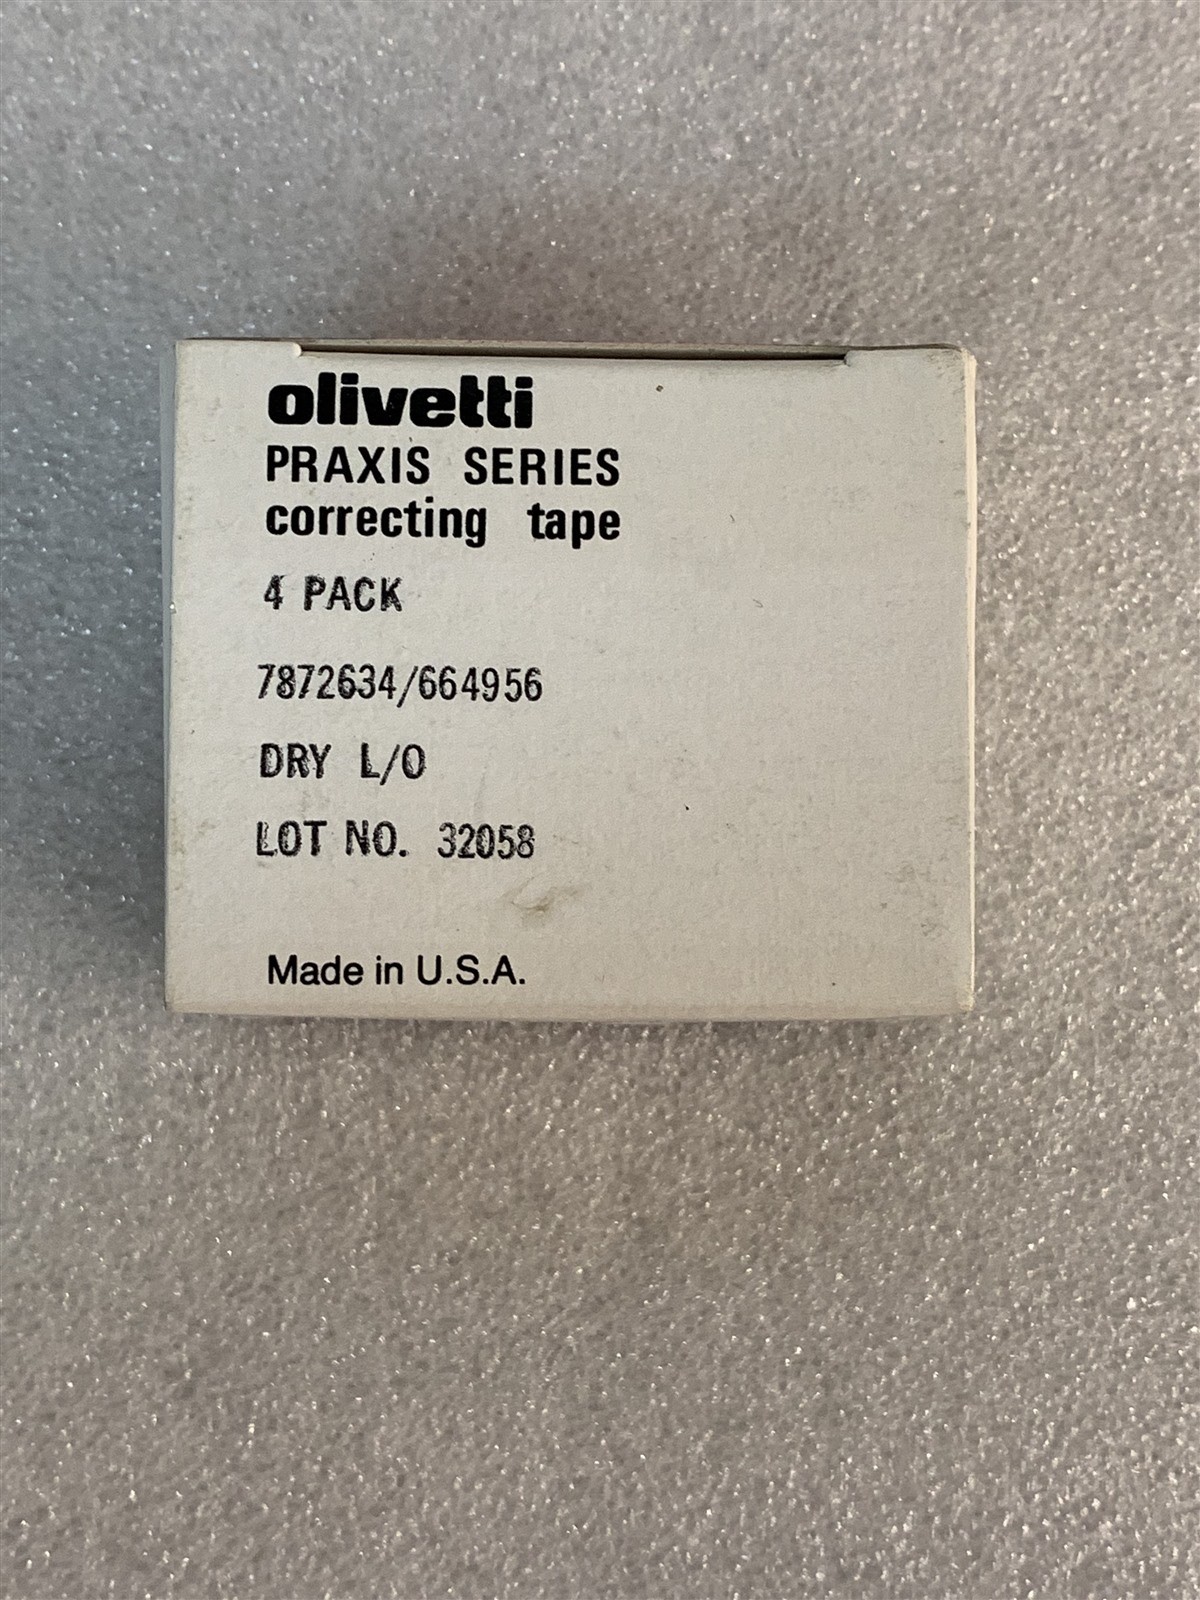 olivetti
PRAXIS SERIES
correcting tape
4 PACK
7872634/664956
DRY L/O
LOT NO. 32058
Made in U.S.A.